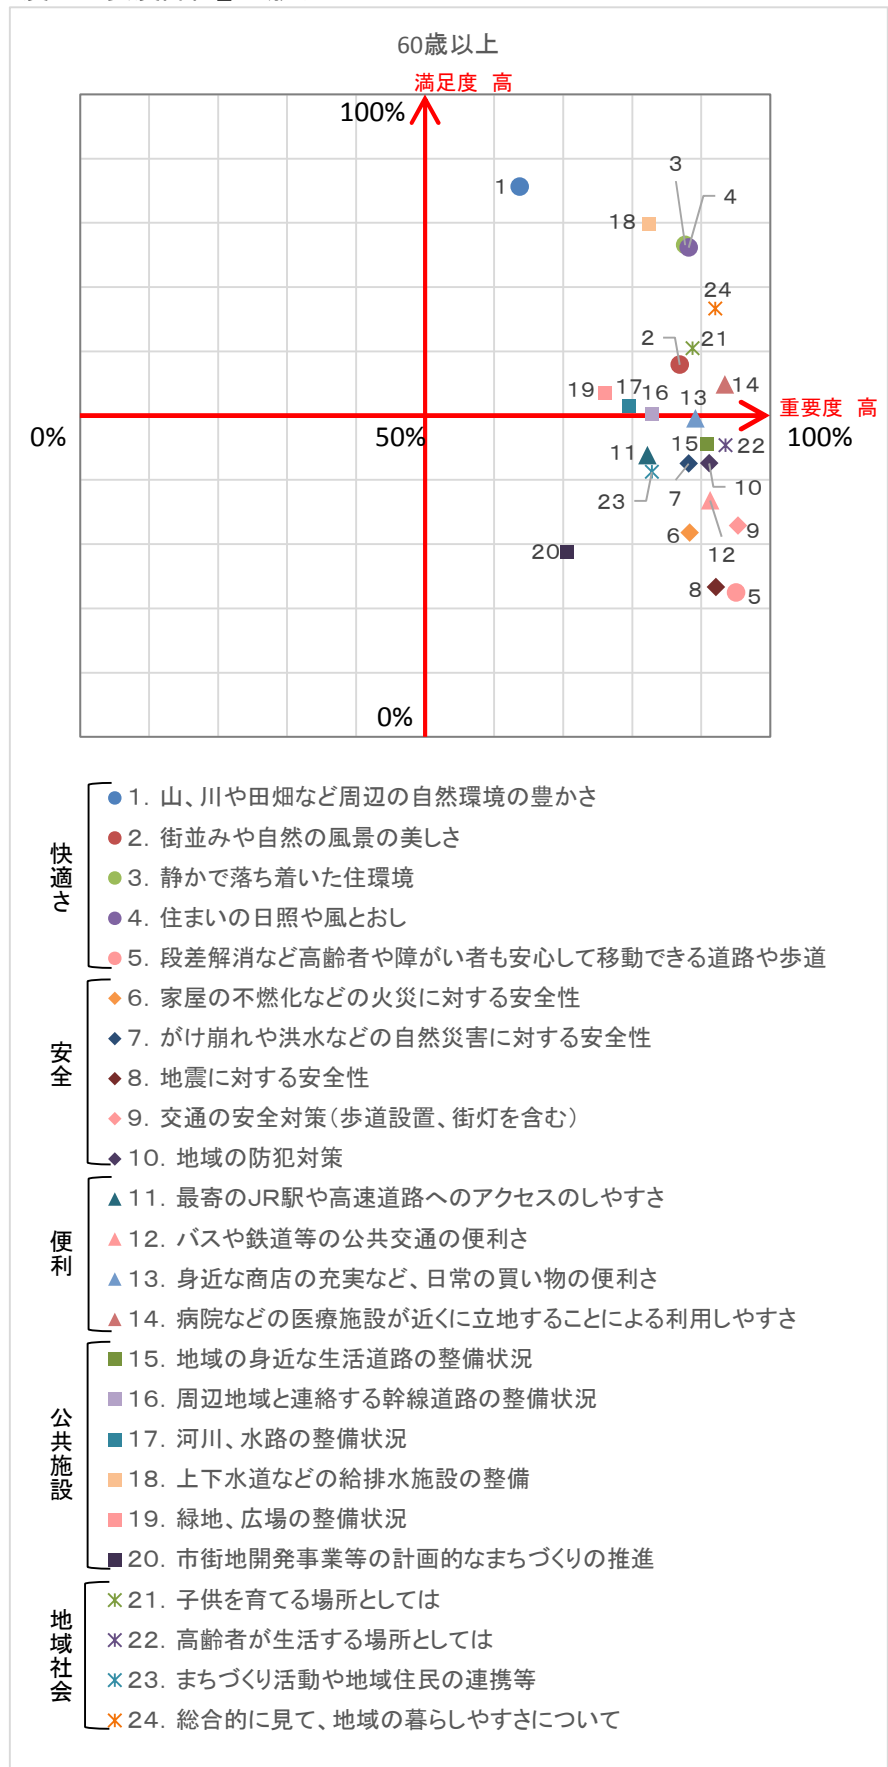 60歳以上
満足度 高
100%
3
1
4
18
24
2
21
19
17
16
13
14
重要度 高
0%
50%
100%
11
15
22
23
7
10
6
12
9
20
8
5
0%
快適さ
1. 山、川や田畑など周辺の自然環境の豊かさ
2. 街並みや自然の風景の美しさ
3. 静かで落ち着いた住環境
4. 住まいの日照や風とおし
5. 段差解消など高齢者や障がい者も安心して移動できる道路や歩道
安全
6. 家屋の不燃化などの火災に対する安全性
7. がけ崩れや洪水などの自然災害に対する安全性
8. 地震に対する安全性
9. 交通の安全対策(歩道設置、街灯を含む)
10. 地域の防犯対策
便利
11. 最寄のJR駅や高速道路へのアクセスのしやすさ
12. バスや鉄道等の公共交通の便利さ
13. 身近な商店の充実など、日常の買い物の便利さ
14. 病院などの医療施設が近くに立地することによる利用しやすさ
公共施設
15. 地域の身近な生活道路の整備状況
16. 周辺地域と連絡する幹線道路の整備状況
17. 河川、水路の整備状況
18. 上下水道などの給排水施設の整備
19. 緑地、広場の整備状況
20. 市街地開発事業等の計画的なまちづくりの推進
地域社会
21. 子供を育てる場所としては
22. 高齢者が生活する場所としては
23. まちづくり活動や地域住民の連携等
24. 総合的に見て、地域の暮らしやすさについて